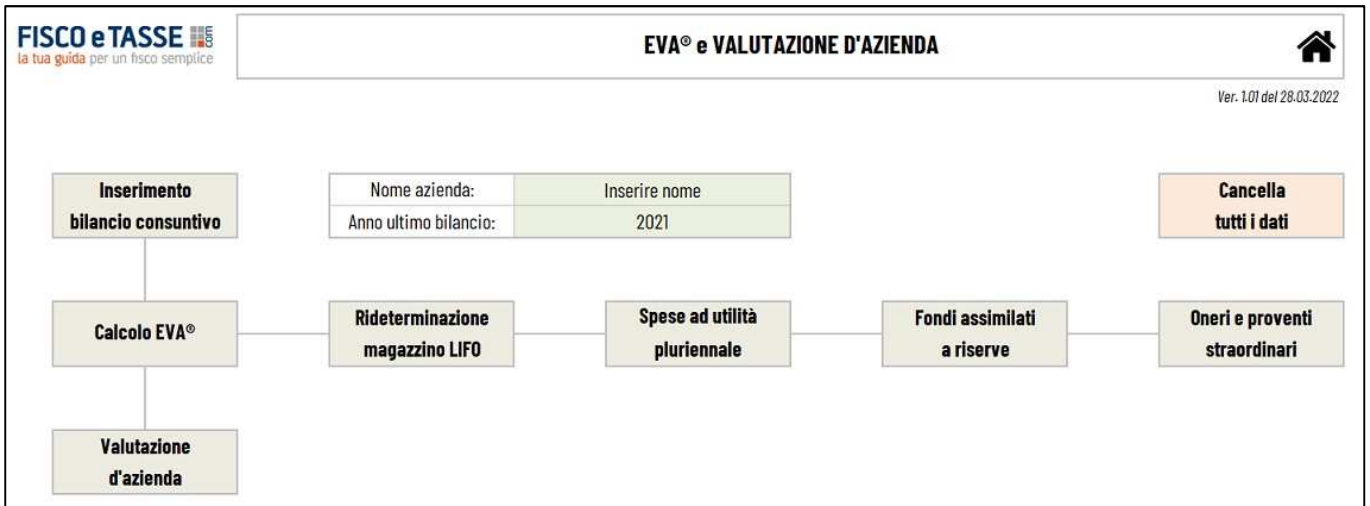 FISCO e TASSE .com
la tua guida per un fisco semplice
EVA® e VALUTAZIONE D'AZIENDA
Ver. 1.01 del 28.03.2022
Inserimento
bilancio consuntivo
Nome azienda: Inserire nome
Anno ultimo bilancio: 2021
Cancella
tutti i dati
Calcolo EVA®
Rideterminazione
magazzino LIFO
Spese ad utilità
pluriennale
Fondi assimilati
a riserve
Oneri e proventi
straordinari
Valutazione
d'azienda